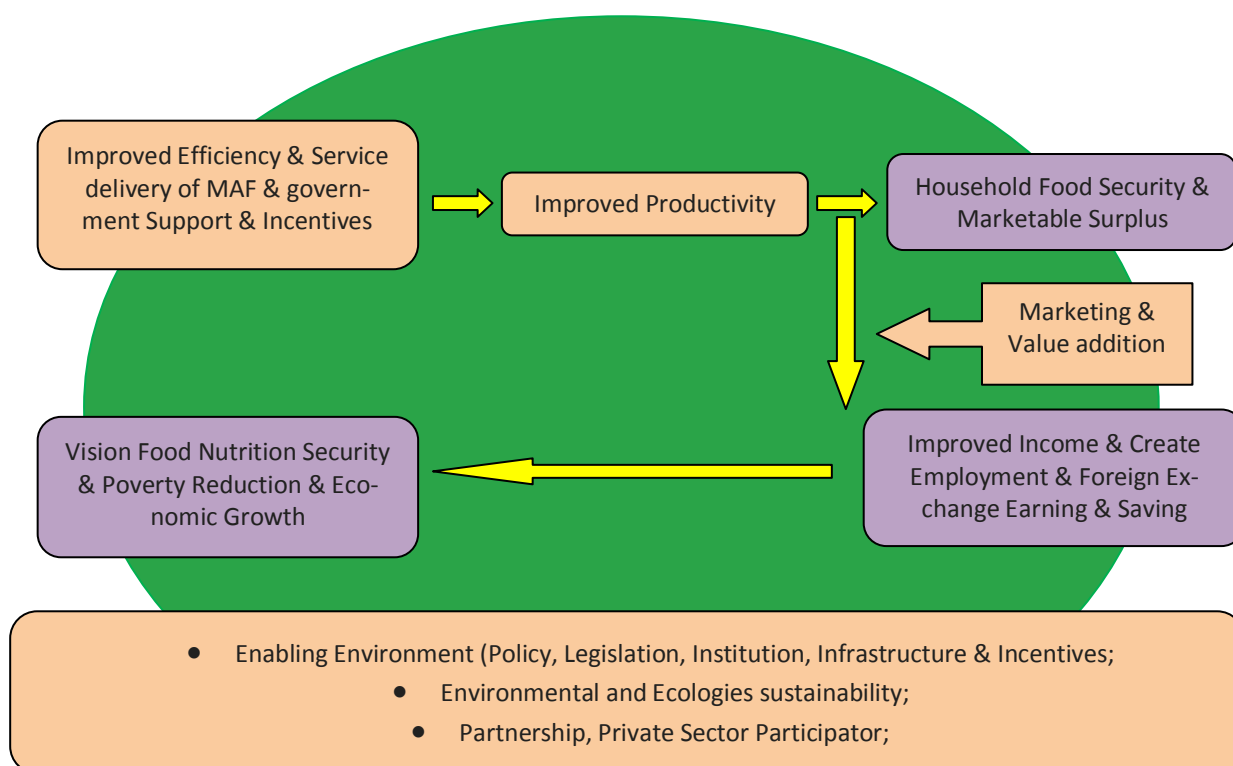 Improved Efficiency & Service
delivery of MAF & govern-
ment Support & Incentives
Improved Productivity
Household Food Security &
Marketable Surplus
Marketing &
Value addition
Vision Food Nutrition Security
& Poverty Reduction & Eco-
nomic Growth
Improved Income & Create
Employment & Foreign Ex-
change Earning & Saving
● Enabling Environment (Policy, Legislation, Institution, Infrastructure & Incentives;
● Environmental and Ecologies sustainability;
● Partnership, Private Sector Participator;